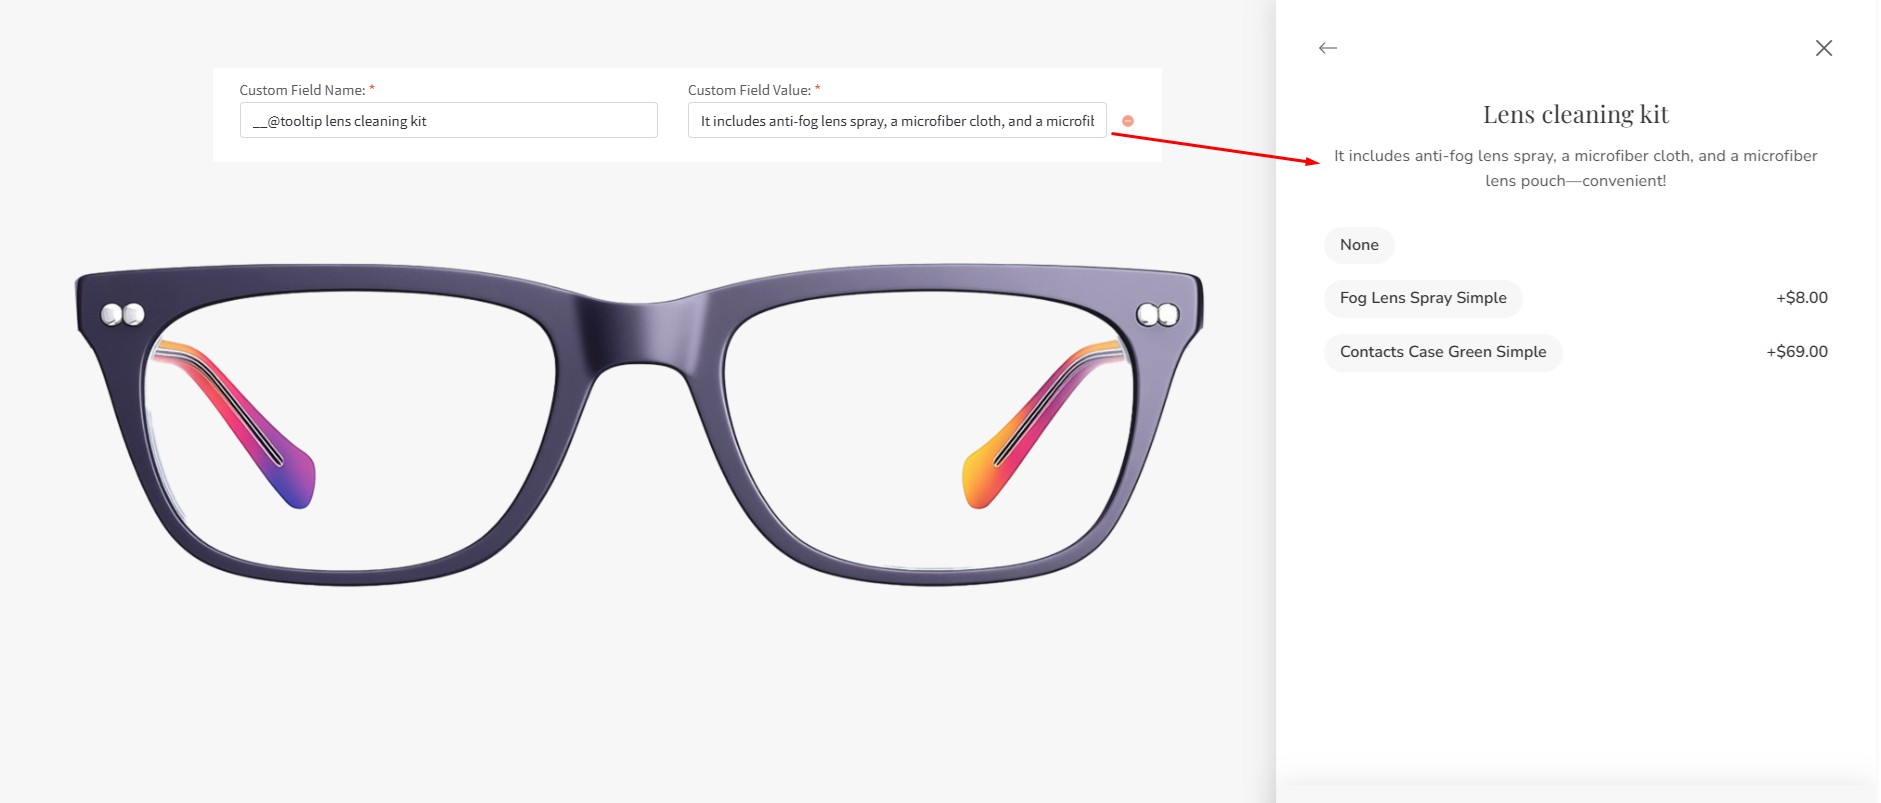 Custom Field Name: *
__@tooltip lens cleaning kit
Custom Field Value: *
It includes anti-fog lens spray, a microfiber cloth, and a microfib
Lens cleaning kit
It includes anti-fog lens spray, a microfiber cloth, and a microfiber
lens pouch—convenient!
None
Fog Lens Spray Simple +$8.00
Contacts Case Green Simple +$69.00